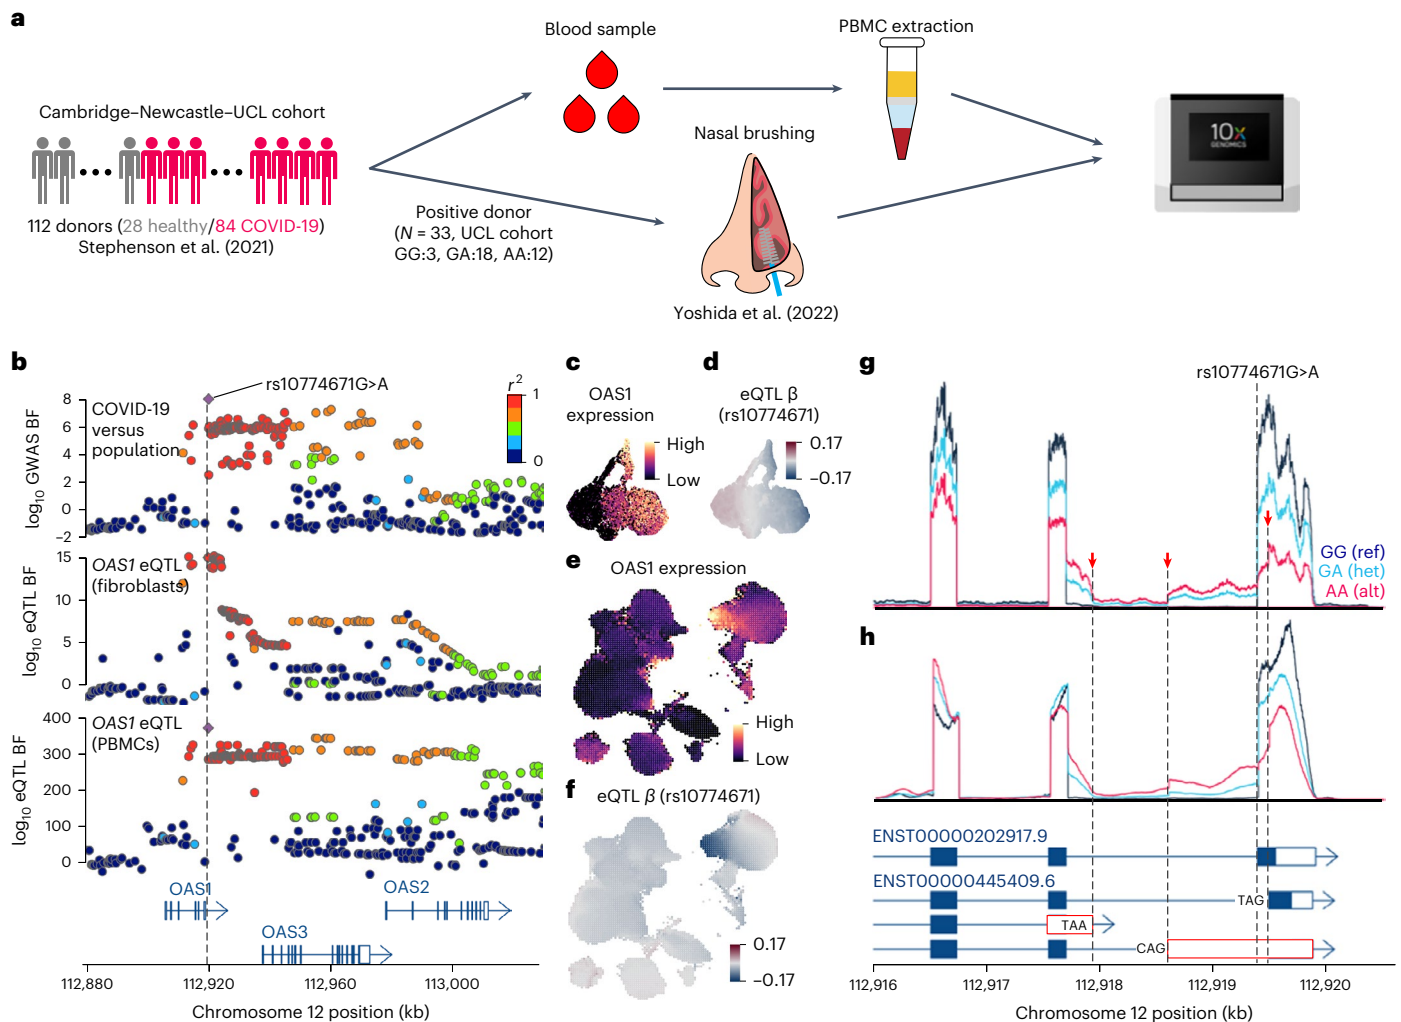 a
Cambridge–Newcastle–UCL cohort
112 donors (28 healthy/84 COVID-19)
Stephenson et al. (2021)
Blood sample
PBMC extraction
Nasal brushing
Positive donor
(N = 33, UCL cohort
GG:3, GA:18, AA:12)
Yoshida et al. (2022)
10x
GENOMICS
b
rs10774671G>A
r2
1
0
COVID-19
versus
population
log10 GWAS BF
8
6
4
2
0
−2
OAS1 eQTL
(fibroblasts)
log10 eQTL BF
15
10
5
0
OAS1 eQTL
(PBMCs)
log10 eQTL BF
400
300
200
100
0
OAS1
OAS2
OAS3
112,880
112,920
112,960
113,000
Chromosome 12 position (kb)
c
OAS1
expression
High
Low
d
eQTL β
(rs10774671)
0.17
−0.17
e
OAS1 expression
High
Low
f
eQTL β (rs10774671)
0.17
−0.17
g
rs10774671G>A
GG (ref)
GA (het)
AA (alt)
h
ENST00000202917.9
ENST00000445409.6
TAG
TAA
CAG
112,916
112,917
112,918
112,919
112,920
Chromosome 12 position (kb)